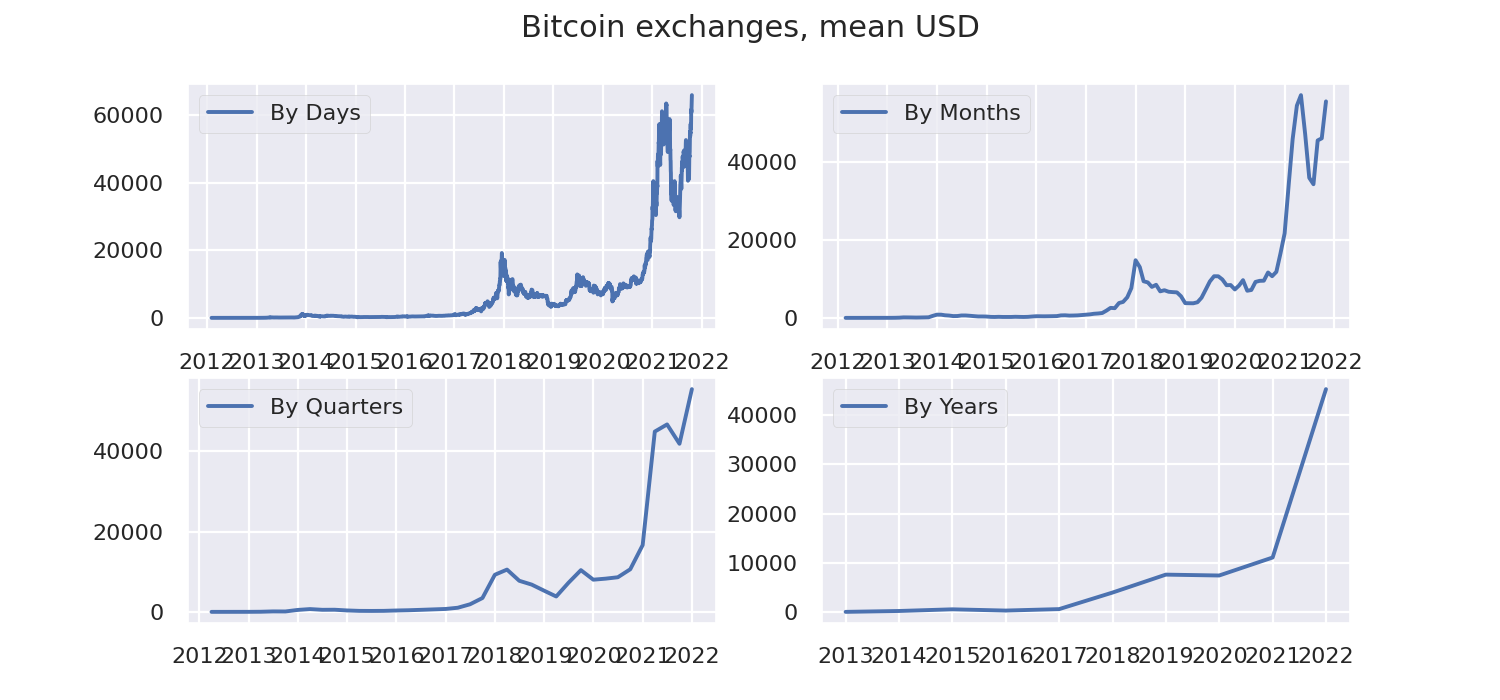 Bitcoin exchanges, mean USD
By Days
60000
40000
20000
0
2012 2013 2014 2015 2016 2017 2018 2019 2020 2021 2022
By Months
40000
20000
0
2012 2013 2014 2015 2016 2017 2018 2019 2020 2021 2022
By Quarters
40000
20000
0
2012 2013 2014 2015 2016 2017 2018 2019 2020 2021 2022
By Years
40000
30000
20000
10000
0
2013 2014 2015 2016 2017 2018 2019 2020 2021 2022